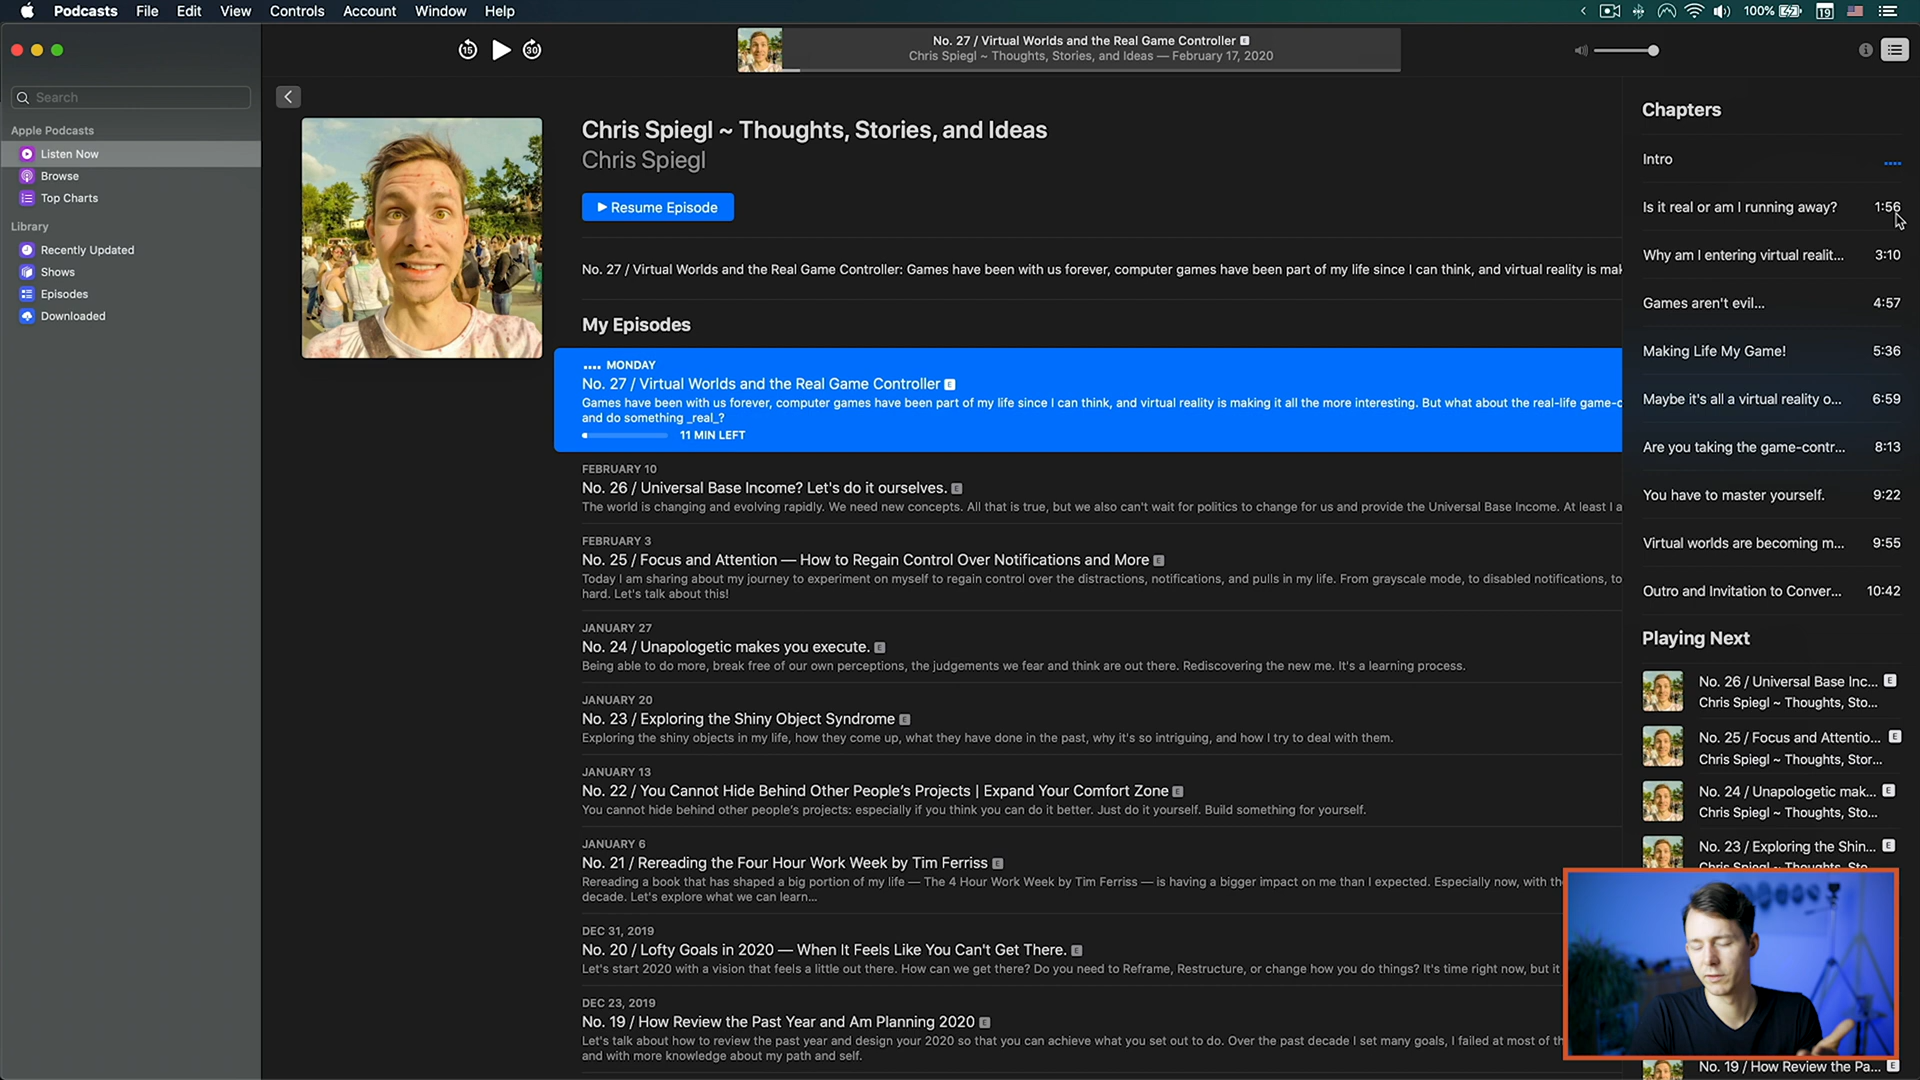 Podcasts File Edit View Controls Account Window Help
100%
19
15
30
No. 27 / Virtual Worlds and the Real Game Controller E
Chris Spiegl ~ Thoughts, Stories, and Ideas — February 17, 2020
Search
Apple Podcasts
Listen Now
Browse
Top Charts
Library
Recently Updated
Shows
Episodes
Downloaded
Chris Spiegl ~ Thoughts, Stories, and Ideas
Chris Spiegl
Resume Episode
No. 27 / Virtual Worlds and the Real Game Controller: Games have been with us forever, computer games have been part of my life since I can think, and virtual reality is mak
My Episodes
MONDAY
No. 27 / Virtual Worlds and the Real Game Controller E
Games have been with us forever, computer games have been part of my life since I can think, and virtual reality is making it all the more interesting. But what about the real-life game-c
and do something _real_?
11 MIN LEFT
FEBRUARY 10
No. 26 / Universal Base Income? Let's do it ourselves. E
The world is changing and evolving rapidly. We need new concepts. All that is true, but we also can't wait for politics to change for us and provide the Universal Base Income. At least I a
FEBRUARY 3
No. 25 / Focus and Attention — How to Regain Control Over Notifications and More E
Today I am sharing about my journey to experiment on myself to regain control over the distractions, notifications, and pulls in my life. From grayscale mode, to disabled notifications, to
hard. Let's talk about this!
JANUARY 27
No. 24 / Unapologetic makes you execute. E
Being able to do more, break free of our own perceptions, the judgements we fear and think are out there. Rediscovering the new me. It's a learning process.
JANUARY 20
No. 23 / Exploring the Shiny Object Syndrome E
Exploring the shiny objects in my life, how they come up, what they have done in the past, why it's so intriguing, and how I try to deal with them.
JANUARY 13
No. 22 / You Cannot Hide Behind Other People's Projects | Expand Your Comfort Zone E
You cannot hide behind other people's projects: especially if you think you can do it better. Just do it yourself. Build something for yourself.
JANUARY 6
No. 21 / Rereading the Four Hour Work Week by Tim Ferriss E
Rereading a book that has shaped a big portion of my life — The 4 Hour Work Week by Tim Ferriss — is having a bigger impact on me than I expected. Especially now, with the
decade. Let's explore what we can learn...
DEC 31, 2019
No. 20 / Lofty Goals in 2020 — When It Feels Like You Can't Get There. E
Let's start 2020 with a vision that feels a little out there. How can we get there? Do you need to Reframe, Restructure, or change how you do things? It's time right now, but it
DEC 23, 2019
No. 19 / How Review the Past Year and Am Planning 2020 E
Let's talk about how to review the past year and design your 2020 so that you can achieve what you set out to do. Over the past decade I set many goals, I failed at most of th
and with more knowledge about my path and self.
Chapters
Intro
Is it real or am I running away? 1:56
Why am I entering virtual realit... 3:10
Games aren't evil... 4:57
Making Life My Game! 5:36
Maybe it's all a virtual reality o... 6:59
Are you taking the game-contr... 8:13
You have to master yourself. 9:22
Virtual worlds are becoming m... 9:55
Outro and Invitation to Conver... 10:42
Playing Next
No. 26 / Universal Base Inc... E
Chris Spiegl ~ Thoughts, Sto...
No. 25 / Focus and Attentio... E
Chris Spiegl ~ Thoughts, Stor...
No. 24 / Unapologetic mak... E
Chris Spiegl ~ Thoughts, Sto...
No. 23 / Exploring the Shin... E
Chris Spiegl ~ Thoughts, Sto...
No. 19 / How Review the Pa... E